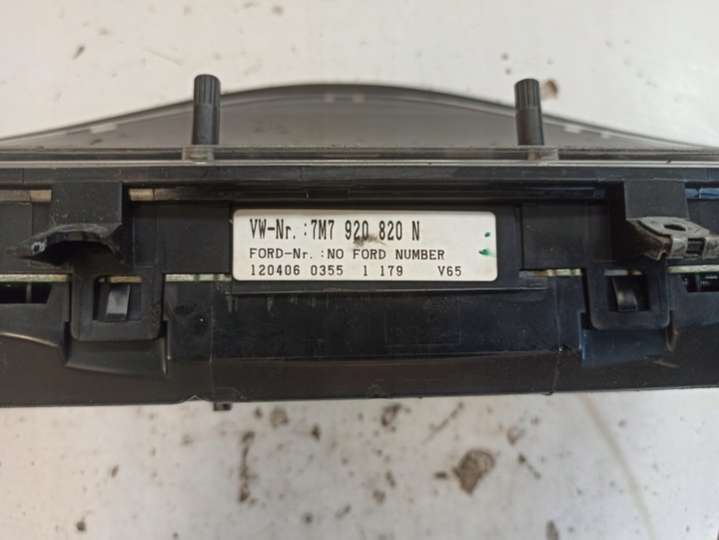 VW-Nr. :7M7 920 820 N
FORD-Nr. :NO FORD NUMBER
120406 0355 1 179 V65